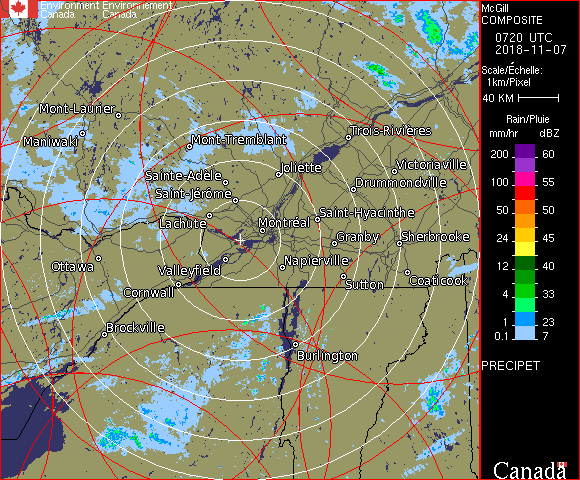 Environment Environnement
Canada Canada
McGill
COMPOSITE
0720 UTC
2018-11-07
Scale/Échelle:
1km/Pixel
40 KM
Rain/Pluie
mm/hr dBZ
200 60
100 55
50 50
24 45
12 40
4 33
1 23
0.1 7
PRECIPET
Canada
Mont-Laurier
Maniwaki
Mont-Tremblant
Trois-Rivières
Joliette
Victoriaville
Sainte-Adèle
Drummondville
Saint-Jérôme
Lachute
Saint-Hyacinthe
Montréal
Granby
Sherbrooke
Ottawa
Valleyfield
Napierville
Sutton
Coaticook
Cornwall
Brockville
Burlington